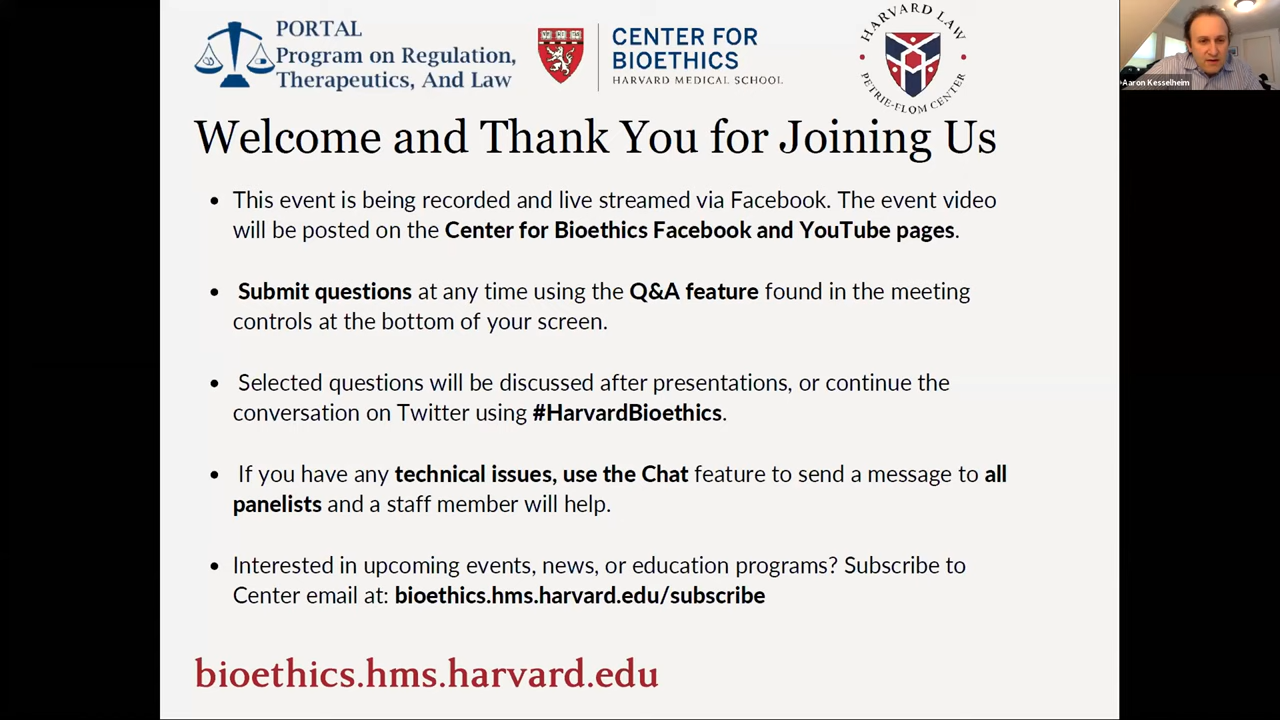 PORTAL
Program on Regulation,
Therapeutics, And Law
CENTER FOR
BIOETHICS
HARVARD MEDICAL SCHOOL
HARVARD LAW
PETRIE-FLOM CENTER
Aaron Kesselheim
Welcome and Thank You for Joining Us
• This event is being recorded and live streamed via Facebook. The event video
will be posted on the Center for Bioethics Facebook and YouTube pages.
• Submit questions at any time using the Q&A feature found in the meeting
controls at the bottom of your screen.
• Selected questions will be discussed after presentations, or continue the
conversation on Twitter using #HarvardBioethics.
• If you have any technical issues, use the Chat feature to send a message to all
panelists and a staff member will help.
• Interested in upcoming events, news, or education programs? Subscribe to
Center email at: bioethics.hms.harvard.edu/subscribe
bioethics.hms.harvard.edu